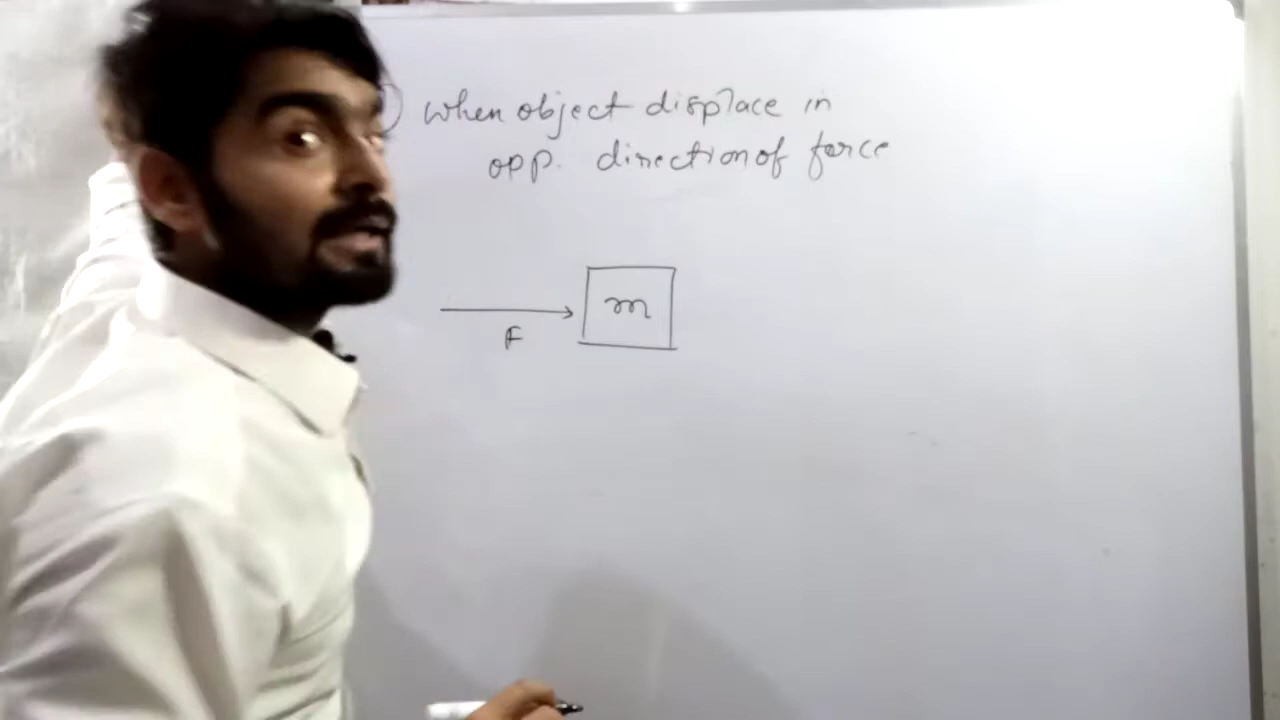 ) When object displace in
opp. direction of force
m
F